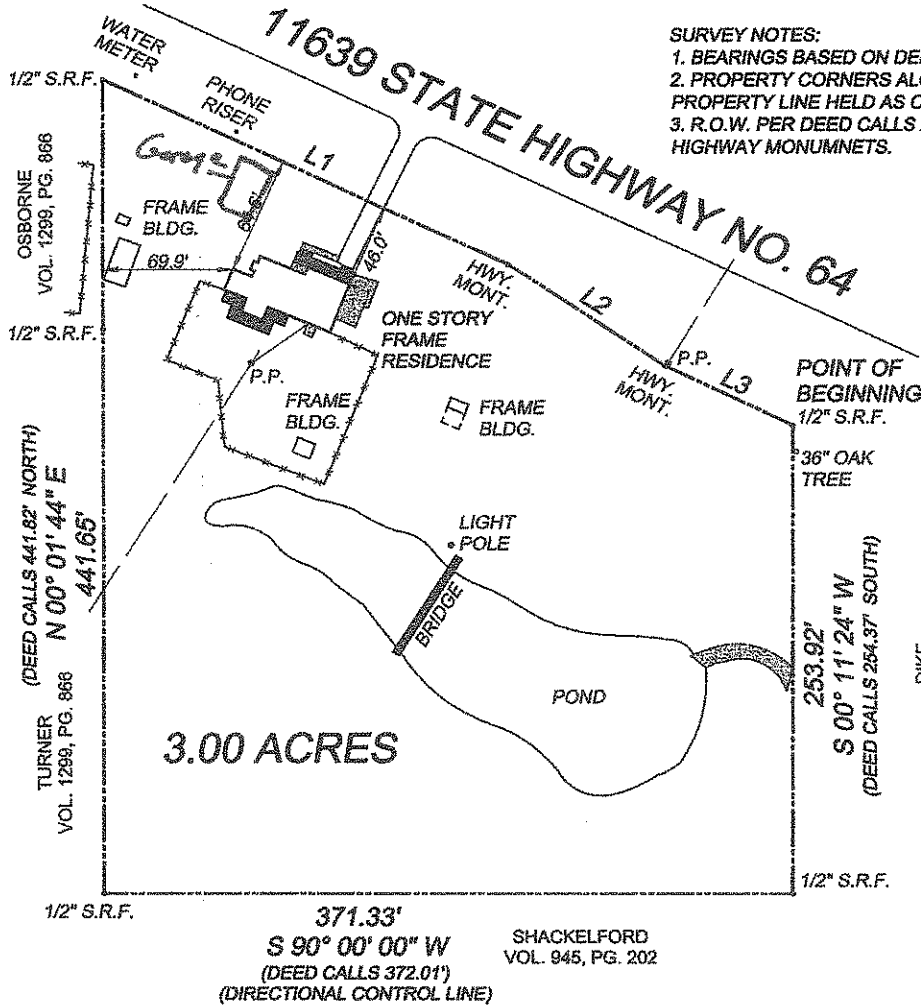 11639 STATE HIGHWAY NO. 64
SURVEY NOTES:
1. BEARINGS BASED ON
2. PROPERTY CORNERS
PROPERTY LINE HELD AS
3. R.O.W. PER DEED CALLS
HIGHWAY MONUMNETS.
WATER
METER
1/2" S.R.F.
PHONE
RISER
L1
Garage
OSBORNE
VOL. 1299, PG. 866
FRAME
BLDG.
69.9'
46.0'
HWY.
MONT.
L2
1/2" S.R.F.
ONE STORY
FRAME
RESIDENCE
P.P.
P.P.
HWY.
MONT.
L3
POINT OF
BEGINNING
1/2" S.R.F.
FRAME
BLDG.
FRAME
BLDG.
36" OAK
TREE
(DEED CALLS 441.82' NORTH)
N 00° 01' 44" E
441.65'
LIGHT
POLE
BRIDGE
POND
253.92'
S 00° 11' 24" W
(DEED CALLS 254.37' SOUTH)
TURNER
VOL. 1299, PG. 866
3.00 ACRES
1/2" S.R.F.
1/2" S.R.F.
371.33'
S 90° 00' 00" W
(DEED CALLS 372.01')
(DIRECTIONAL CONTROL LINE)
SHACKELFORD
VOL. 945, PG. 202